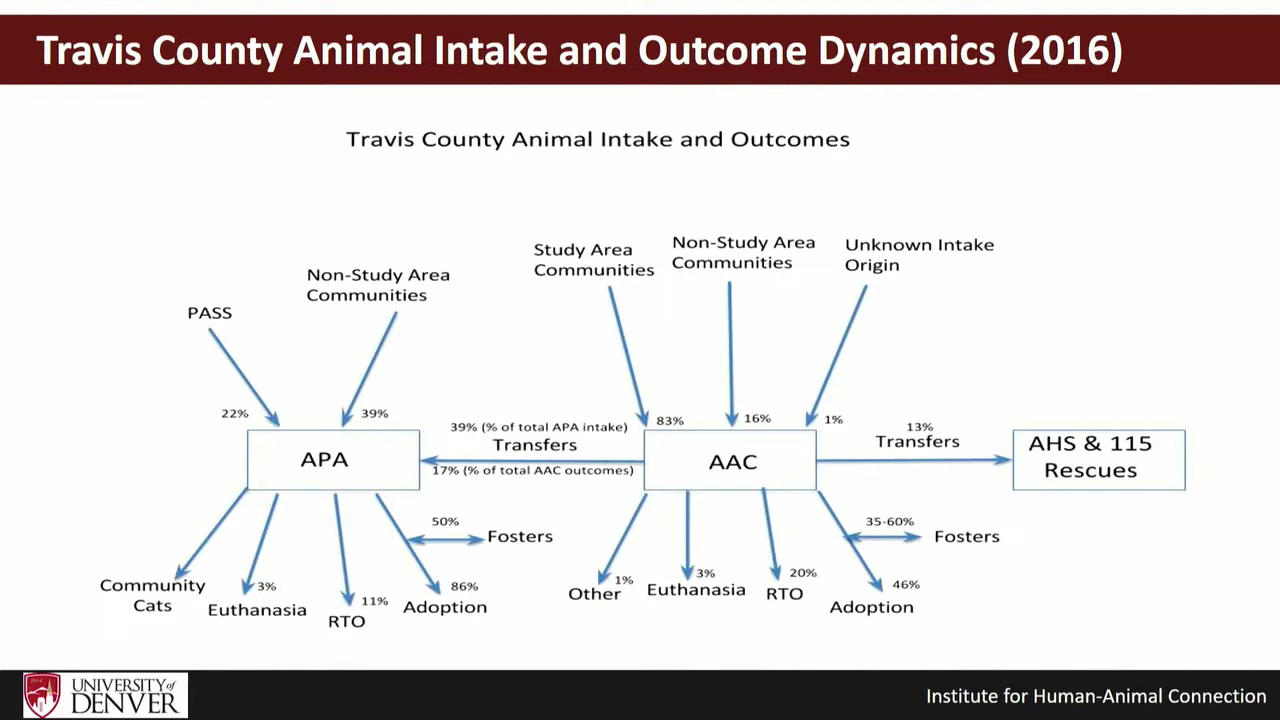 Travis County Animal Intake and Outcome Dynamics (2016)
Travis County Animal Intake and Outcomes
PASS
Non-Study Area
Communities
Study Area
Communities
Non-Study Area
Communities
Unknown Intake
Origin
22%
39%
39% (% of total APA intake)
Transfers
17% (% of total AAC outcomes)
83%
16%
1%
13%
Transfers
APA
AAC
AHS & 115
Rescues
50%
Fosters
35-60%
Fosters
Community
Cats
3%
Euthanasia
11%
RTO
86%
Adoption
1%
Other
3%
Euthanasia
20%
RTO
46%
Adoption
1864
UNIVERSITY of
DENVER
Institute for Human-Animal Connection